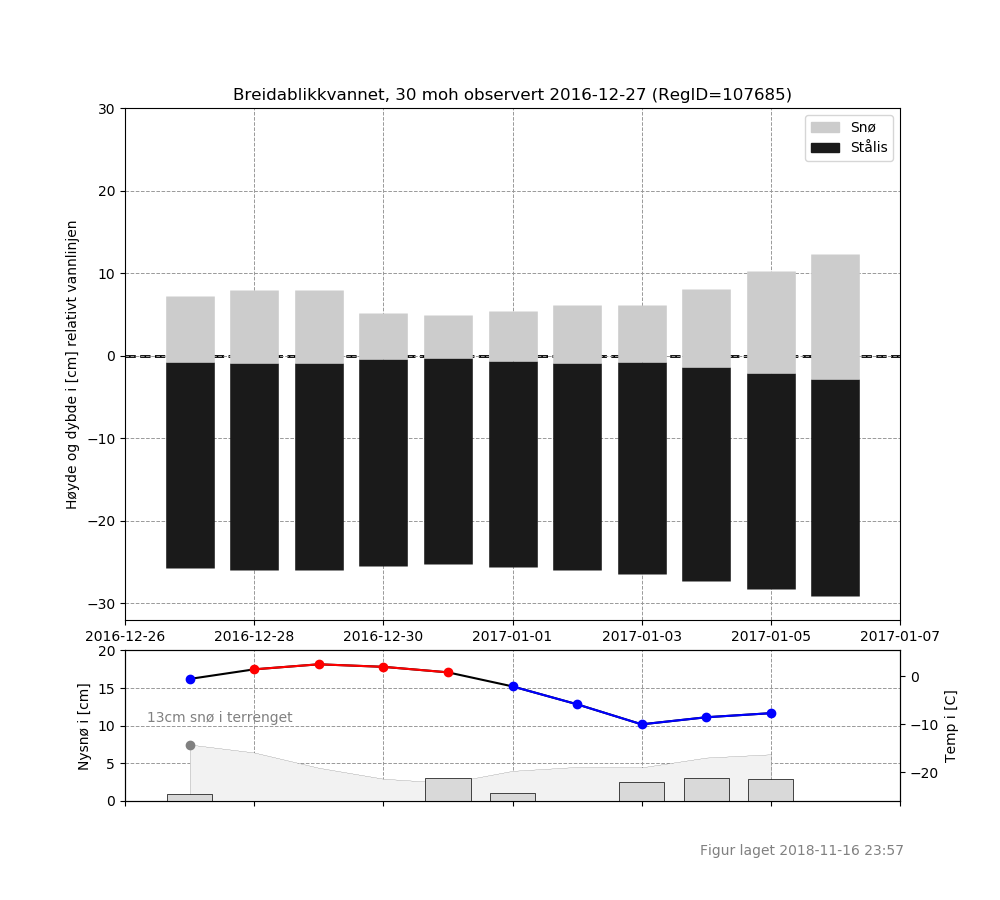 Breidablikkvannet, 30 moh observert 2016-12-27 (RegID=107685)
Snø
Stålis
Høyde og dybde i [cm] relativt vannlinjen
30
20
10
0
−10
−20
−30
2016-12-26 2016-12-28 2016-12-30 2017-01-01 2017-01-03 2017-01-05 2017-01-07
Nysnø i [cm]
20
15
10
5
0
13cm snø i terrenget
0
−10
−20
Temp i [C]
Figur laget 2018-11-16 23:57